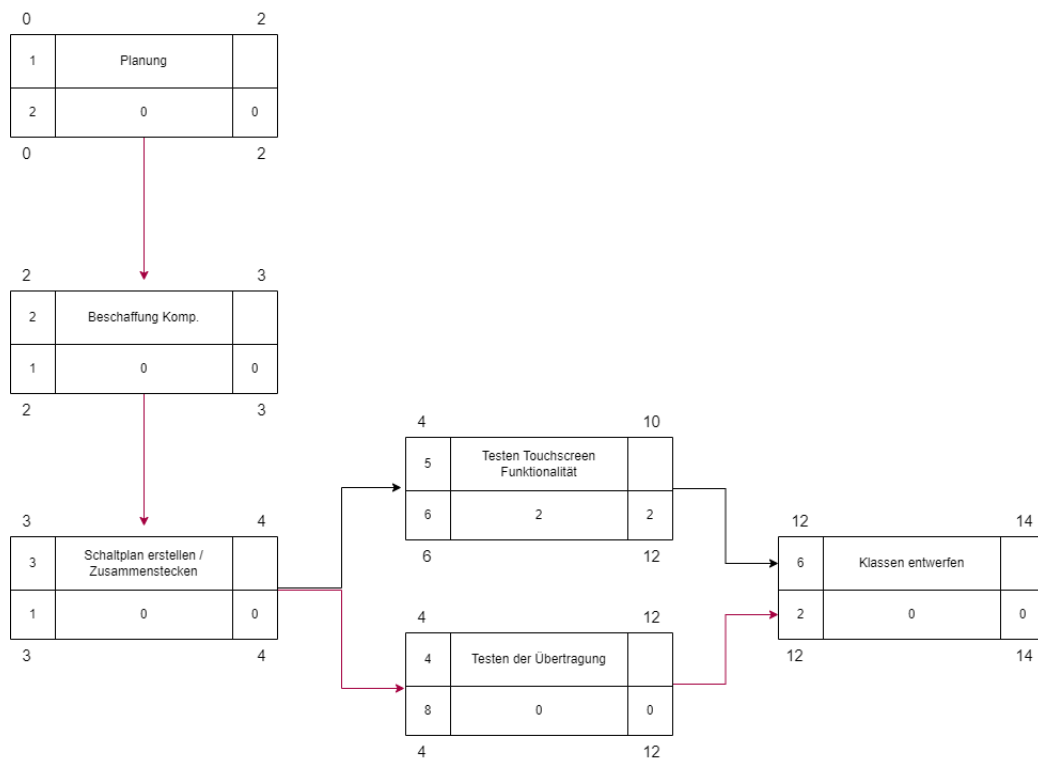 0 2
1 Planung
2 0 0
0 2
2 3
2 Beschaffung Komp.
1 0 0
2 3
3 4
3 Schaltplan erstellen /
Zusammenstecken
1 0 0
3 4
4 10
5 Testen Touchscreen
Funktionalität
6 2 2
6 12
4 12
4 Testen der Übertragung
8 0 0
4 12
12 14
6 Klassen entwerfen
2 0 0
12 14